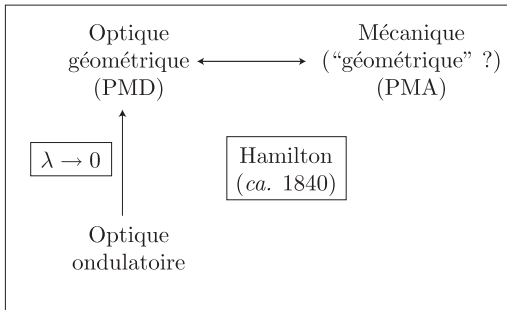 Optique
géométrique
(PMD)
Mécanique
(“géométrique” ?)
(PMA)
λ → 0
Hamilton
(ca. 1840)
Optique
ondulatoire